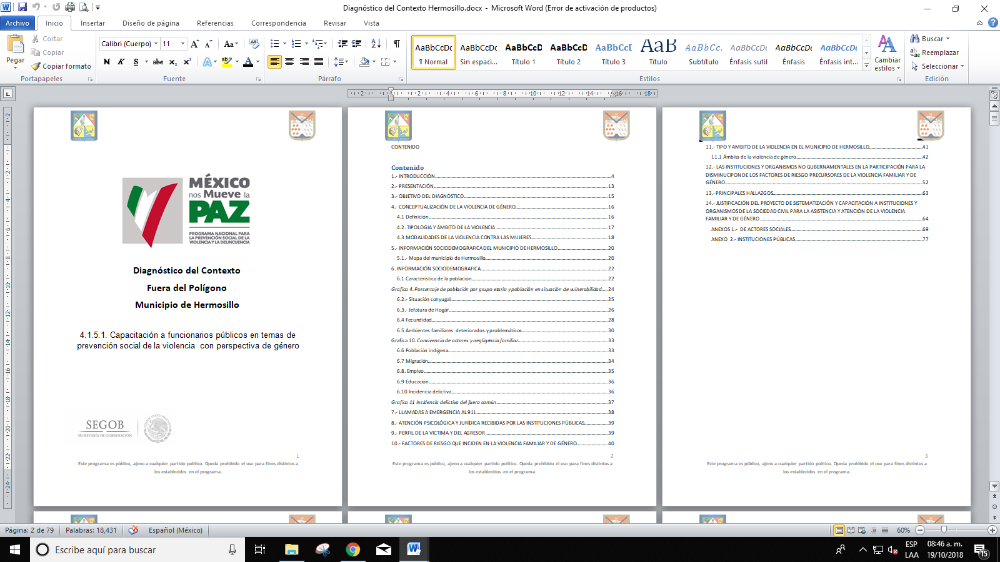 Diagnóstico del Contexto Hermosillo.docx - Microsoft Word (Error de activación de productos)
Archivo Inicio Insertar Diseño de página Referencias Correspondencia Revisar Vista
Pegar
Cortar
Copiar
Copiar formato
Portapapeles
Calibri (Cuerpo) 11
N K S abc x₂ x²
Fuente
Párrafo
AaBbCcDc AaBbCcDc AaBbCcD AaBbCcD AaBbCcI AaB AaBbCc. AaBbCcDc AaBbCcDc AaBbCcDc
¶ Normal Sin espaci... Título 1 Título 2 Título 3 Título Subtítulo Énfasis sutil Énfasis Énfasis int...
Estilos
Cambiar
estilos
Buscar
Reemplazar
Seleccionar
Edición
2 2 4 6 8 10 12 14 16 18
MÉXICO
nos Mueve la
PAZ
PROGRAMA NACIONAL PARA
LA PREVENCIÓN SOCIAL DE LA
VIOLENCIA Y LA DELINCUENCIA
Diagnóstico del Contexto
Fuera del Polígono
Municipio de Hermosillo
4.1.5.1. Capacitación a funcionarios públicos en temas de
prevención social de la violencia con perspectiva de género
SEGOB
SECRETARÍA DE GOBERNACIÓN
1
Este programa es público, ajeno a cualquier partido político. Queda prohibido el uso para fines distintos a
los establecidos en el programa.
CONTENIDO
Contenido
1.- INTRODUCCIÓN 4
2.- PRESENTACIÓN 13
3.- OBJETIVO DEL DIAGNÓSTICO 15
4.- CONCEPTUALIZACIÓN DE LA VIOLENCIA DE GÉNERO 16
4.1 Definición 16
4.2. TIPOLOGIA Y ÁMBITO DE LA VIOLENCIA 17
4.3 MODALIDADES DE LA VIOLENCIA CONTRA LAS MUJERES 18
5.- INFORMACIÓN SOCIODEMOGRAFICA DEL MUNICIPIO DE HERMOSILLO 20
5.1.- Mapa del municipio de Hermosillo 20
6. INFORMACIÓN SOCIODEMOGRAFICA 22
6.1 Característica de la población 22
Grafica 4. Porcentaje de población por grupo etario y población en situación de vulnerabilidad 24
6.2.- Situación conyugal 25
6.3.- Jefatura de Hogar 26
6.4 Fecundidad 28
6.5 Ambientes familiares deteriorados y problemáticos 30
Grafica 10. Convivencia de actores y negligencia familiar 33
6.6 Población indígena 33
6.7 Migración 34
6.8. Empleo 35
6.9 Educación 36
6.10 Incidencia delictiva 36
Grafica 11 Incidencia delictiva del fuero común 37
7.- LLAMADAS A EMERGENCIA AL 911 38
8.- ATENCIÓN PSICOLÓGICA Y JURÍDICA RECIBIDAS POR LAS INSTITUCIONES PÚBLICAS 39
9.- PERFIL DE LA VICTIMA Y DEL AGRESOR 39
10.- FACTORES DE RIESGO QUE INCIDEN EN LA VIOLENCIA FAMILIAR Y DE GÉNERO 40
2
Este programa es público, ajeno a cualquier partido político. Queda prohibido el uso para fines distintos a
los establecidos en el programa.
11.- TIPO Y AMBITO DE LA VIOLENCIA EN EL MUNICIPIO DE HERMOSILLO 41
11.1 Ámbito de la violencia de género 42
12.- LAS INSTITUCIONES Y ORGANISMOS NO GUBERNAMENTALES EN LA PARTICIPACIÓN PARA LA
DISMINUCIPON DE LOS FACTORES DE RIESGO PRECURSORES DE LA VIOLENCIA FAMILIAR Y DE
GÉNERO 52
13.- PRINCIPALES HALLAZGOS 63
14.- JUSTIFICACIÓN DEL PROYECTO DE SISTEMATIZACIÓN Y CAPACITACIÓN A INSTITUCIONES Y
ORGANISMOS DE LA SOCIEDAD CIVIL PARA LA ASISTENCIA Y ATENCIÓN DE LA VIOLENCIA
FAMILIAR Y DE GÉNERO 64
ANEXOS 1.- DE ACTORES SOCIALES 69
ANEXO 2.- INSTITUCIONES PÚBLICAS 77
3
Este programa es público, ajeno a cualquier partido político. Queda prohibido el uso para fines distintos a
los establecidos en el programa.
Página: 2 de 79 Palabras: 18,431 Español (México) 60%
Escribe aquí para buscar
ESP
LAA
08:46 a. m.
19/10/2018
15